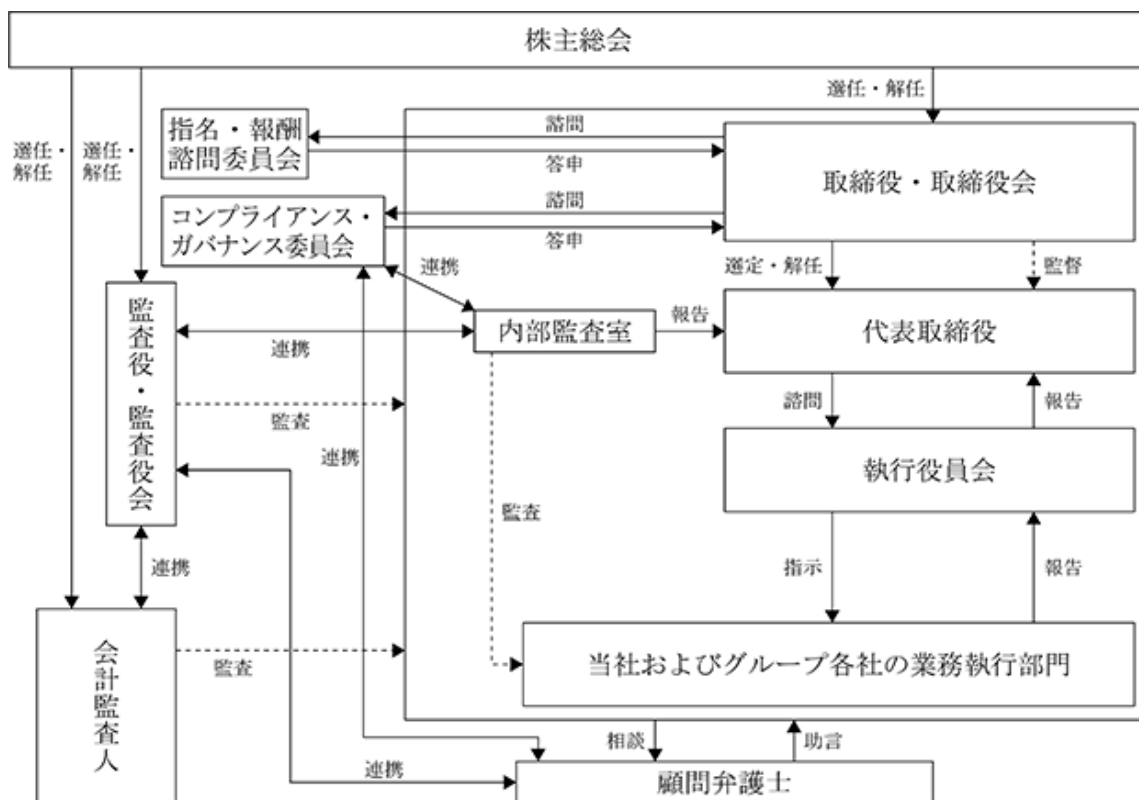 株主総会
選任・解任
選任・
解任
選任・
解任
指名・報酬
諮問委員会
諮問
答申
取締役・取締役会
コンプライアンス・
ガバナンス委員会
諮問
答申
連携
選定・解任
監督
監査役・監査役会
連携
内部監査室
報告
代表取締役
監査
諮問
報告
連携
執行役員会
監査
連携
指示
報告
会計監査人
監査
当社およびグループ各社の業務執行部門
相談
助言
連携
顧問弁護士